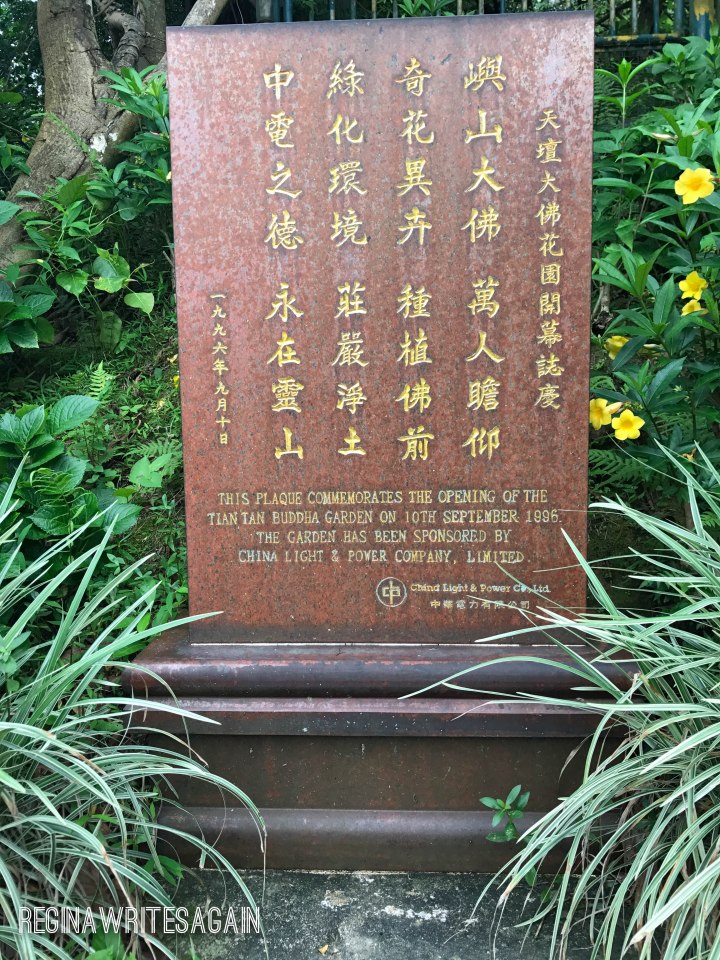 天壇大佛花園開幕誌慶
嶼山大佛 萬人瞻仰
奇花異卉 種植佛前
綠化環境 莊嚴淨土
中電之德 永在靈山
一九九六年九月十日
THIS PLAQUE COMMEMORATES THE OPENING OF THE
TIAN TAN BUDDHA GARDEN ON 10TH SEPTEMBER 1996.
THE GARDEN HAS BEEN SPONSORED BY
CHINA LIGHT & POWER COMPANY, LIMITED.
China Light & Power Co., Ltd.
中華電力有限公司
REGINAWRITESAGAIN